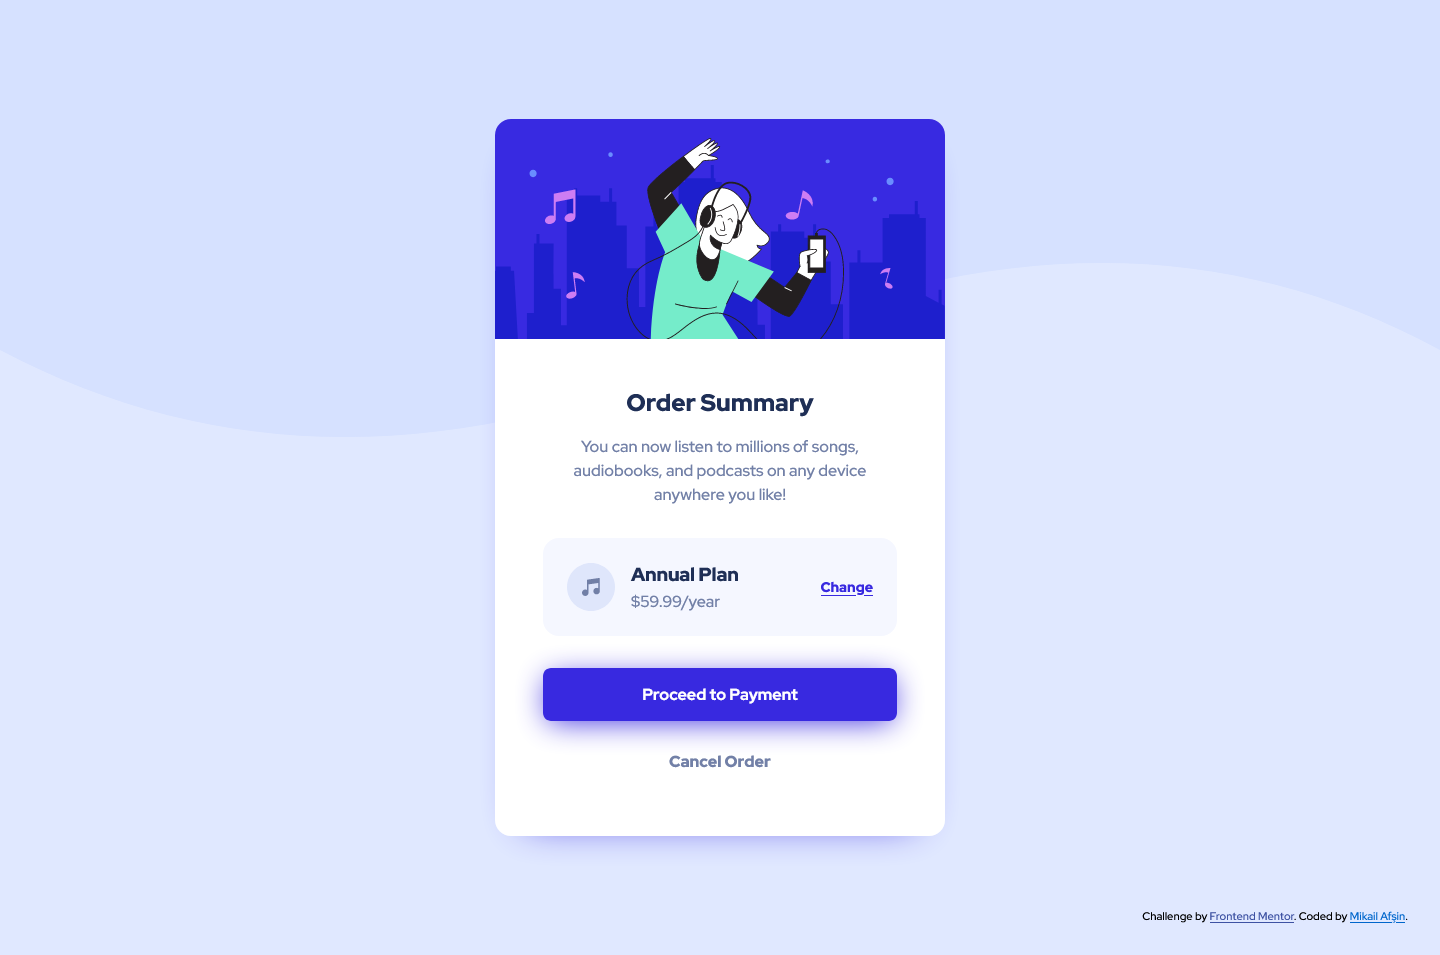 Order Summary
You can now listen to millions of songs,
audiobooks, and podcasts on any device
anywhere you like!
Annual Plan
$59.99/year
Change
Proceed to Payment
Cancel Order
Challenge by Frontend Mentor. Coded by Mikail Afşin.